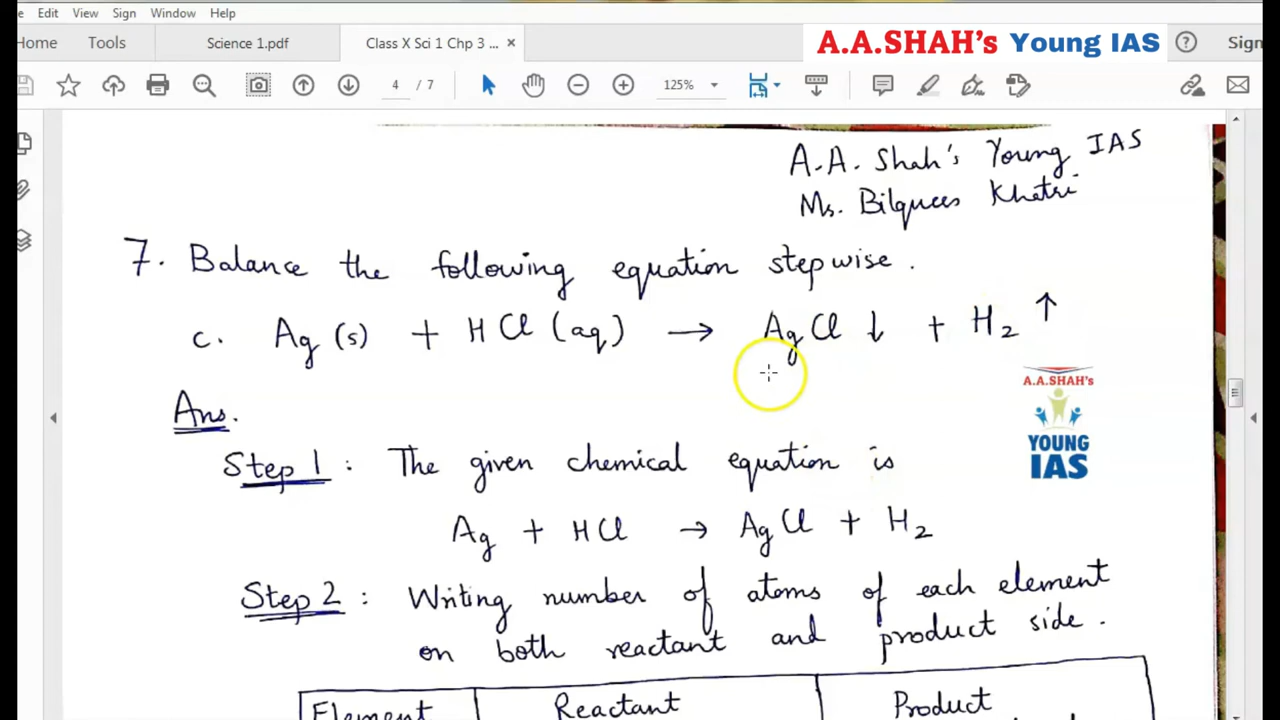 Edit View Sign Window Help
Home Tools Science 1.pdf Class X Sci 1 Chp 3 ... ×
A.A.SHAH's Young IAS
Sign
4 / 7 125%
A.A. Shah's Young IAS
Ms. Bilquees Khatri
7. Balance the following equation stepwise.
c. Ag (s) + HCl (aq) → AgCl ↓ + H₂ ↑
A.A.SHAH's
YOUNG
IAS
Ans.
Step 1 : The given chemical equation is
Ag + HCl → AgCl + H₂
Step 2 : Writing number of atoms of each element
on both reactant and product side.
Element Reactant Product